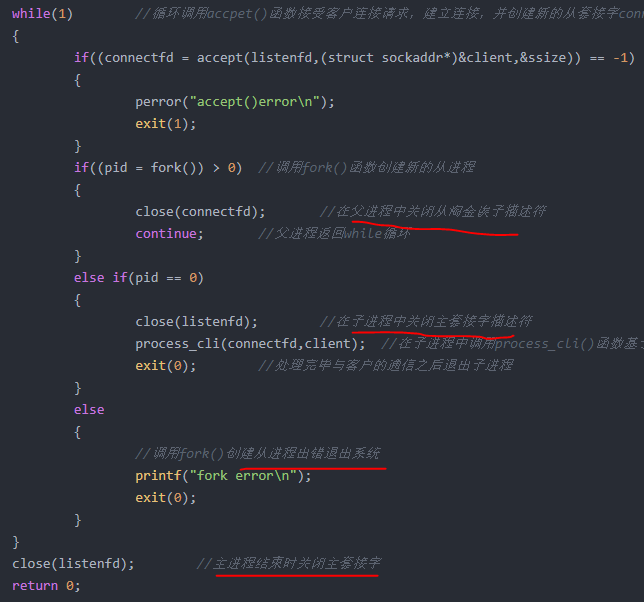 while(1) //循环调用accpet()函数接受客户连接请求，建立连接，并创建新的从套接字conn
{
if((connectfd = accept(listenfd,(struct sockaddr*)&client,&ssize)) == -1)
{
perror("accept()error\n");
exit(1);
}
if((pid = fork()) > 0) //调用fork()函数创建新的从进程
{
close(connectfd); //在父进程中关闭从 描述符
continue; //父进程返回while循环
}
else if(pid == 0)
{
close(listenfd); //在子进程中关闭主套接字描述符
process_cli(connectfd,client); //在子进程中调用process_cli()函数基于
exit(0); //处理完毕与客户的通信之后退出子进程
}
else
{
//调用fork()创建从进程出错退出系统
printf("fork error\n");
exit(0);
}
}
close(listenfd); //主进程结束时关闭主套接字
return 0;